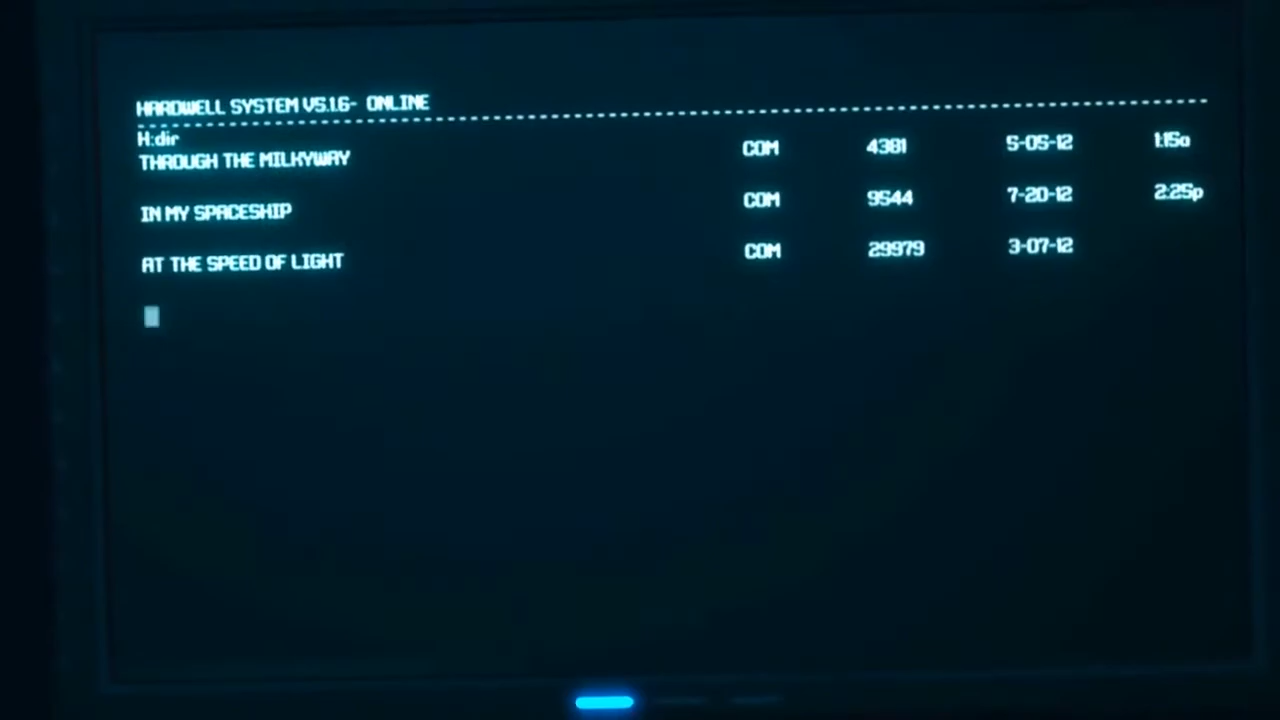 HARDWELL SYSTEM V5.1.6- ONLINE
H:dir
THROUGH THE MILKYWAY COM 4381 5-05-12 1:15a
IN MY SPACESHIP COM 9544 7-20-12 2:25p
AT THE SPEED OF LIGHT COM 29979 3-07-12